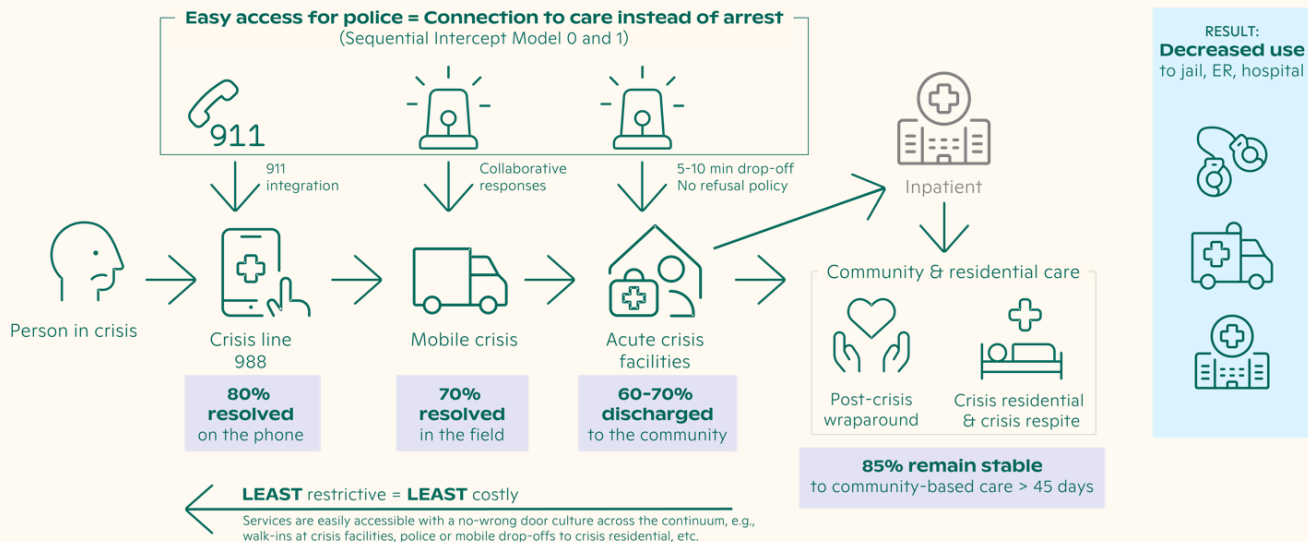 Easy access for police = Connection to care instead of arrest
(Sequential Intercept Model 0 and 1)
911
911
integration
Collaborative
responses
5-10 min drop-off
No refusal policy
Inpatient
Person in crisis
Crisis line
988
80%
resolved
on the phone
Mobile crisis
70%
resolved
in the field
Acute crisis
facilities
60-70%
discharged
to the community
Community & residential care
Post-crisis
wraparound
Crisis residential
& crisis respite
85% remain stable
to community-based care > 45 days
LEAST restrictive = LEAST costly
Services are easily accessible with a no-wrong door culture across the continuum, e.g.,
walk-ins at crisis facilities, police or mobile drop-offs to crisis residential, etc.
RESULT:
Decreased use
to jail, ER, hospital